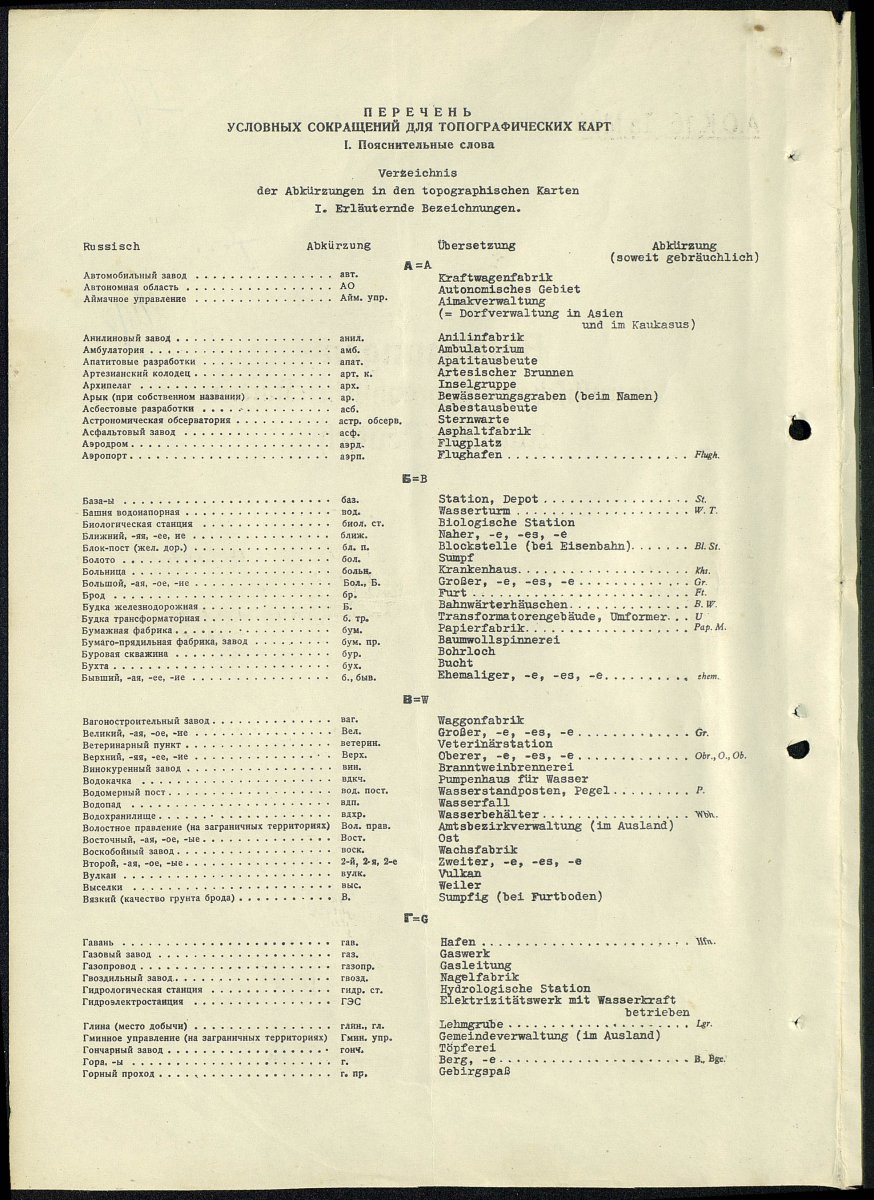 ПЕРЕЧЕНЬ
УСЛОВНЫХ СОКРАЩЕНИЙ ДЛЯ ТОПОГРАФИЧЕСКИХ КАРТ
I. Пояснительные слова
Verzeichnis
der Abkürzungen in den topographischen Karten
I. Erläuternde Bezeichnungen.
Russisch Abkürzung Übersetzung Abkürzung
(soweit gebräuchlich)
А=A
Автомобильный завод . . . авт. Kraftwagenfabrik
Автономная область . . . АО Autonomisches Gebiet
Аймачное управление . . . Айм. упр. Aimakverwaltung
(= Dorfverwaltung in Asien
und im Kaukasus)
Анилиновый завод . . . анил. Anilinfabrik
Амбулатория . . . амб. Ambulatorium
Апатитовые разработки . . . апат. Apatitausbeute
Артезианский колодец . . . арт. к. Artesischer Brunnen
Архипелаг . . . арх. Inselgruppe
Арык (при собственном названии) . . . ар. Bewässerungsgraben (beim Namen)
Асбестовые разработки . . . асб. Asbestausbeute
Астрономическая обсерватория . . . астр. обсерв. Sternwarte
Асфальтовый завод . . . асф. Asphaltfabrik
Аэродром . . . аэрд. Flugplatz
Аэропорт . . . аэрп. Flughafen . . . Flugh.
Б=B
База-ы . . . баз. Station, Depot . . . St.
Башня водонапорная . . . вод. Wasserturm . . . W. T.
Биологическая станция . . . биол. ст. Biologische Station
Ближний, -яя, -ее, ие . . . ближ. Naher, -e, -es, -e
Блок-пост (жел. дор.) . . . бл. п. Blockstelle (bei Eisenbahn) . . . Bl. St.
Болото . . . бол. Sumpf
Больница . . . больн. Krankenhaus . . . Khs.
Большой, -ая, -ое, -ие . . . Бол., Б. Großer, -e, -es, -e . . . Gr.
Брод . . . бр. Furt . . . Ft.
Будка железнодорожная . . . Б. Bahnwärterhäuschen . . . B. W.
Будка трансформаторная . . . б. тр. Transformatorengebäude, Umformer . . . U
Бумажная фабрика . . . бум. Papierfabrik . . . Pap. M.
Бумаго-прядильная фабрика, завод . . . бум. пр. Baumwollspinnerei
Буровая скважина . . . бур. Bohrloch
Бухта . . . бух. Bucht
Бывший, -ая, -ее, -ие . . . б., быв. Ehemaliger, -e, -es, -e . . . ehem.
В=W
Вагоностроительный завод . . . ваг. Waggonfabrik
Великий, -ая, -ое, -ие . . . Вел. Großer, -e, -es, -e . . . Gr.
Ветеринарный пункт . . . ветерин. Veterinärstation
Верхний, -яя, -ее, -ие . . . Верх. Oberer, -e, -es, -e . . . Obr., O., Ob.
Винокуренный завод . . . вин. Branntweinbrennerei
Водокачка . . . вдкч. Pumpenhaus für Wasser
Водомерный пост . . . вод. пост. Wasserstandposten, Pegel . . . P.
Водопад . . . вдп. Wasserfall
Водохранилище . . . вдхр. Wasserbehälter . . . Wbh.
Волостное правление (на заграничных территориях) Вол. прав. Amtsbezirkverwaltung (im Ausland)
Восточный, -ая, -ое, -ые . . . Вост. Ost
Воскобойный завод . . . воск. Wachsfabrik
Второй, -ая, -ое, -ые . . . 2-й, 2-я, 2-е Zweiter, -e, -es, -e
Вулкан . . . вулк. Vulkan
Выселки . . . выс. Weiler
Вязкий (качество грунта брода) . . . В. Sumpfig (bei Furtboden)
Г=G
Гавань . . . гав. Hafen . . . Hfn.
Газовый завод . . . газ. Gaswerk
Газопровод . . . газопр. Gasleitung
Гвоздильный завод . . . гвозд. Nagelfabrik
Гидрологическая станция . . . гидр. ст. Hydrologische Station
Гидроэлектростанция . . . ГЭС Elektrizitätswerk mit Wasserkraft
betrieben
Глина (место добычи) . . . глин., гл. Lehmgrube . . . Lgr.
Гминное управление (на заграничных территориях) Гмин. упр. Gemeindeverwaltung (im Ausland)
Гончарный завод . . . гонч. Töpferei
Гора, -ы . . . г. Berg, -e . . . B., Bge.
Горный проход . . . г. пр. Gebirgspaß